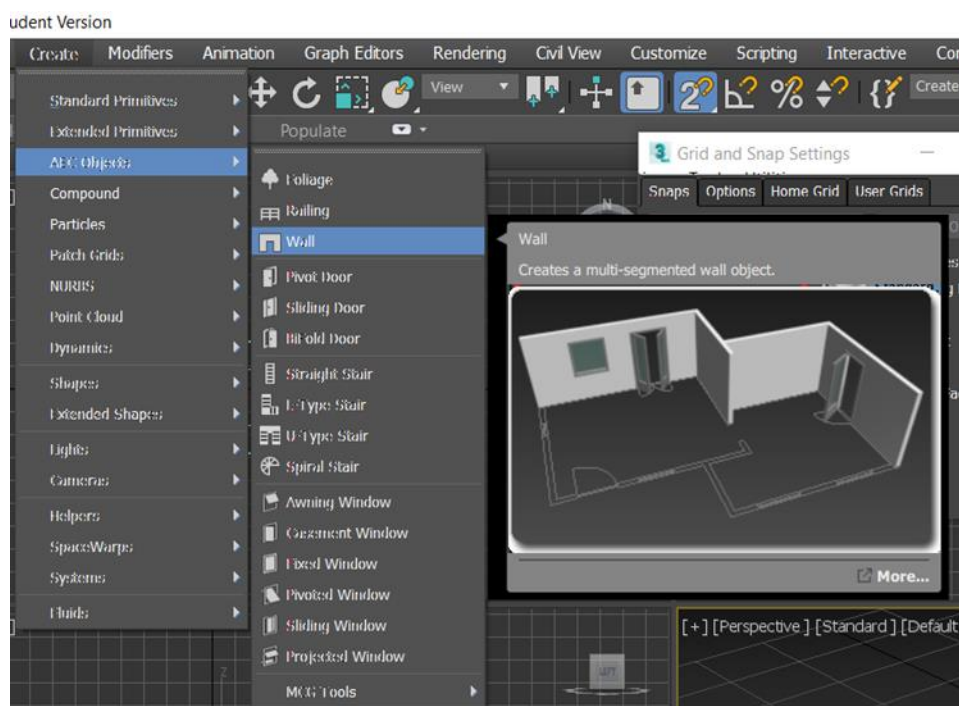 udent Version
Create Modifiers Animation Graph Editors Rendering Civil View Customize Scripting Interactive
View
Create
Standard Primitives
Extended Primitives
AEC Objects
Compound
Particles
Patch Grids
NURBS
Point Cloud
Dynamics
Shapes
Extended Shapes
Lights
Cameras
Helpers
SpaceWarps
Systems
Fluids
Populate
Foliage
Railing
Wall
Pivot Door
Sliding Door
BiFold Door
Straight Stair
L-Type Stair
U-Type Stair
Spiral Stair
Awning Window
Casement Window
Fixed Window
Pivoted Window
Sliding Window
Projected Window
MCG Tools
Grid and Snap Settings
Snaps Options Home Grid User Grids
Wall
Creates a multi-segmented wall object.
More...
N
Z
LEFT
[+] [Perspective ] [Standard ] [Default